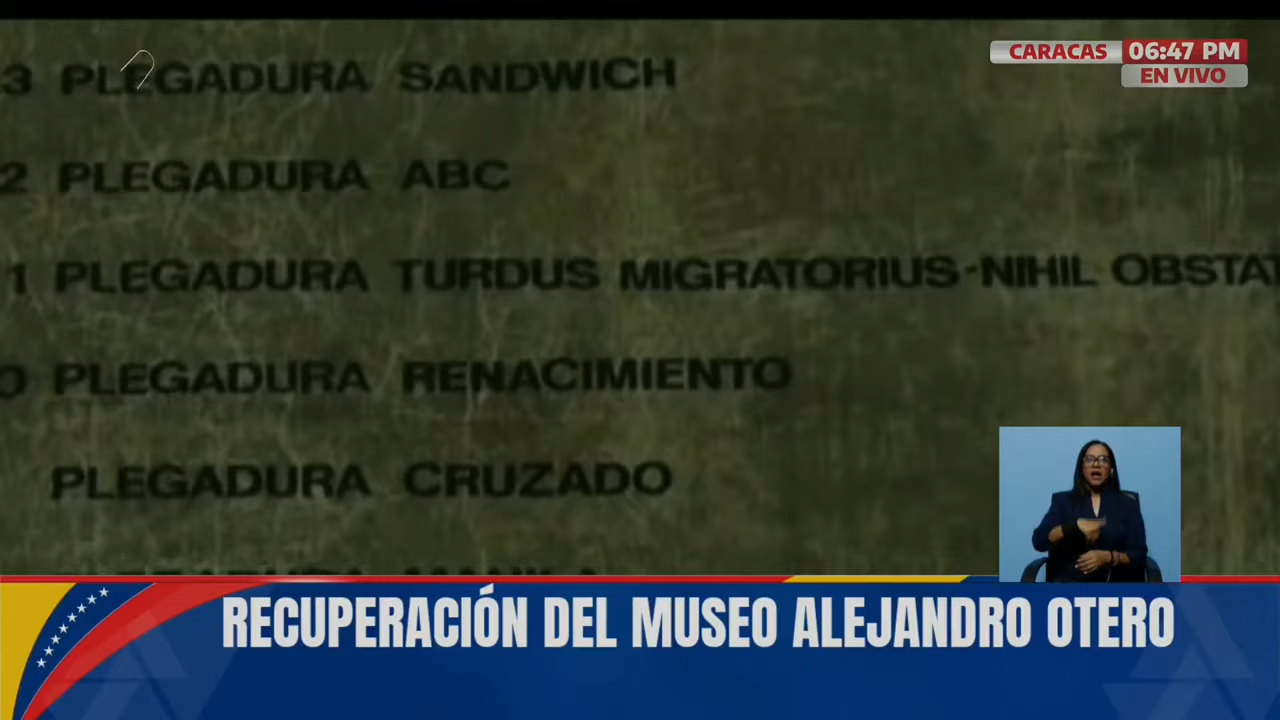 CARACAS 06:47 PM
EN VIVO
3 PLEGADURA SANDWICH
2 PLEGADURA ABC
1 PLEGADURA TURDUS MIGRATORIUS-NIHIL OBSTAT
0 PLEGADURA RENACIMIENTO
PLEGADURA CRUZADO
RECUPERACIÓN DEL MUSEO ALEJANDRO OTERO